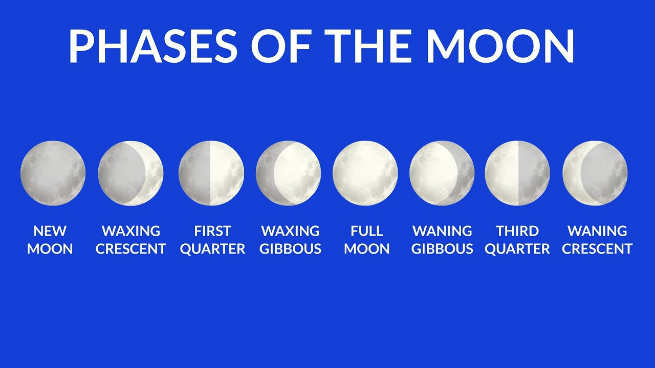 PHASES OF THE MOON
NEW
MOON
WAXING
CRESCENT
FIRST
QUARTER
WAXING
GIBBOUS
FULL
MOON
WANING
GIBBOUS
THIRD
QUARTER
WANING
CRESCENT